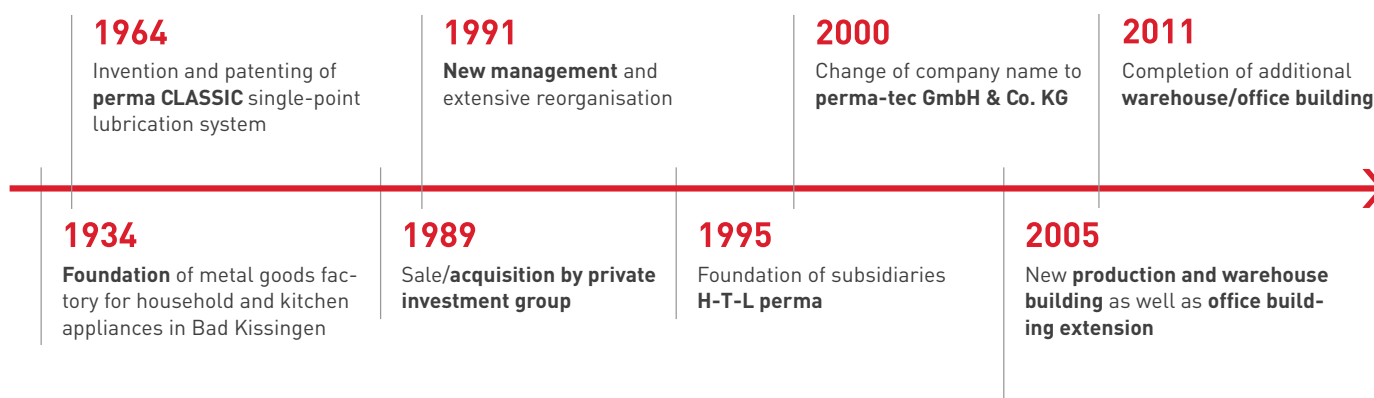 1964
Invention and patenting of
perma CLASSIC single-point
lubrication system
1991
New management and
extensive reorganisation
2000
Change of company name to
perma-tec GmbH & Co. KG
2011
Completion of additional
warehouse/office building
1934
Foundation of metal goods fac-
tory for household and kitchen
appliances in Bad Kissingen
1989
Sale/acquisition by private
investment group
1995
Foundation of subsidiaries
H-T-L perma
2005
New production and warehouse
building as well as office build-
ing extension